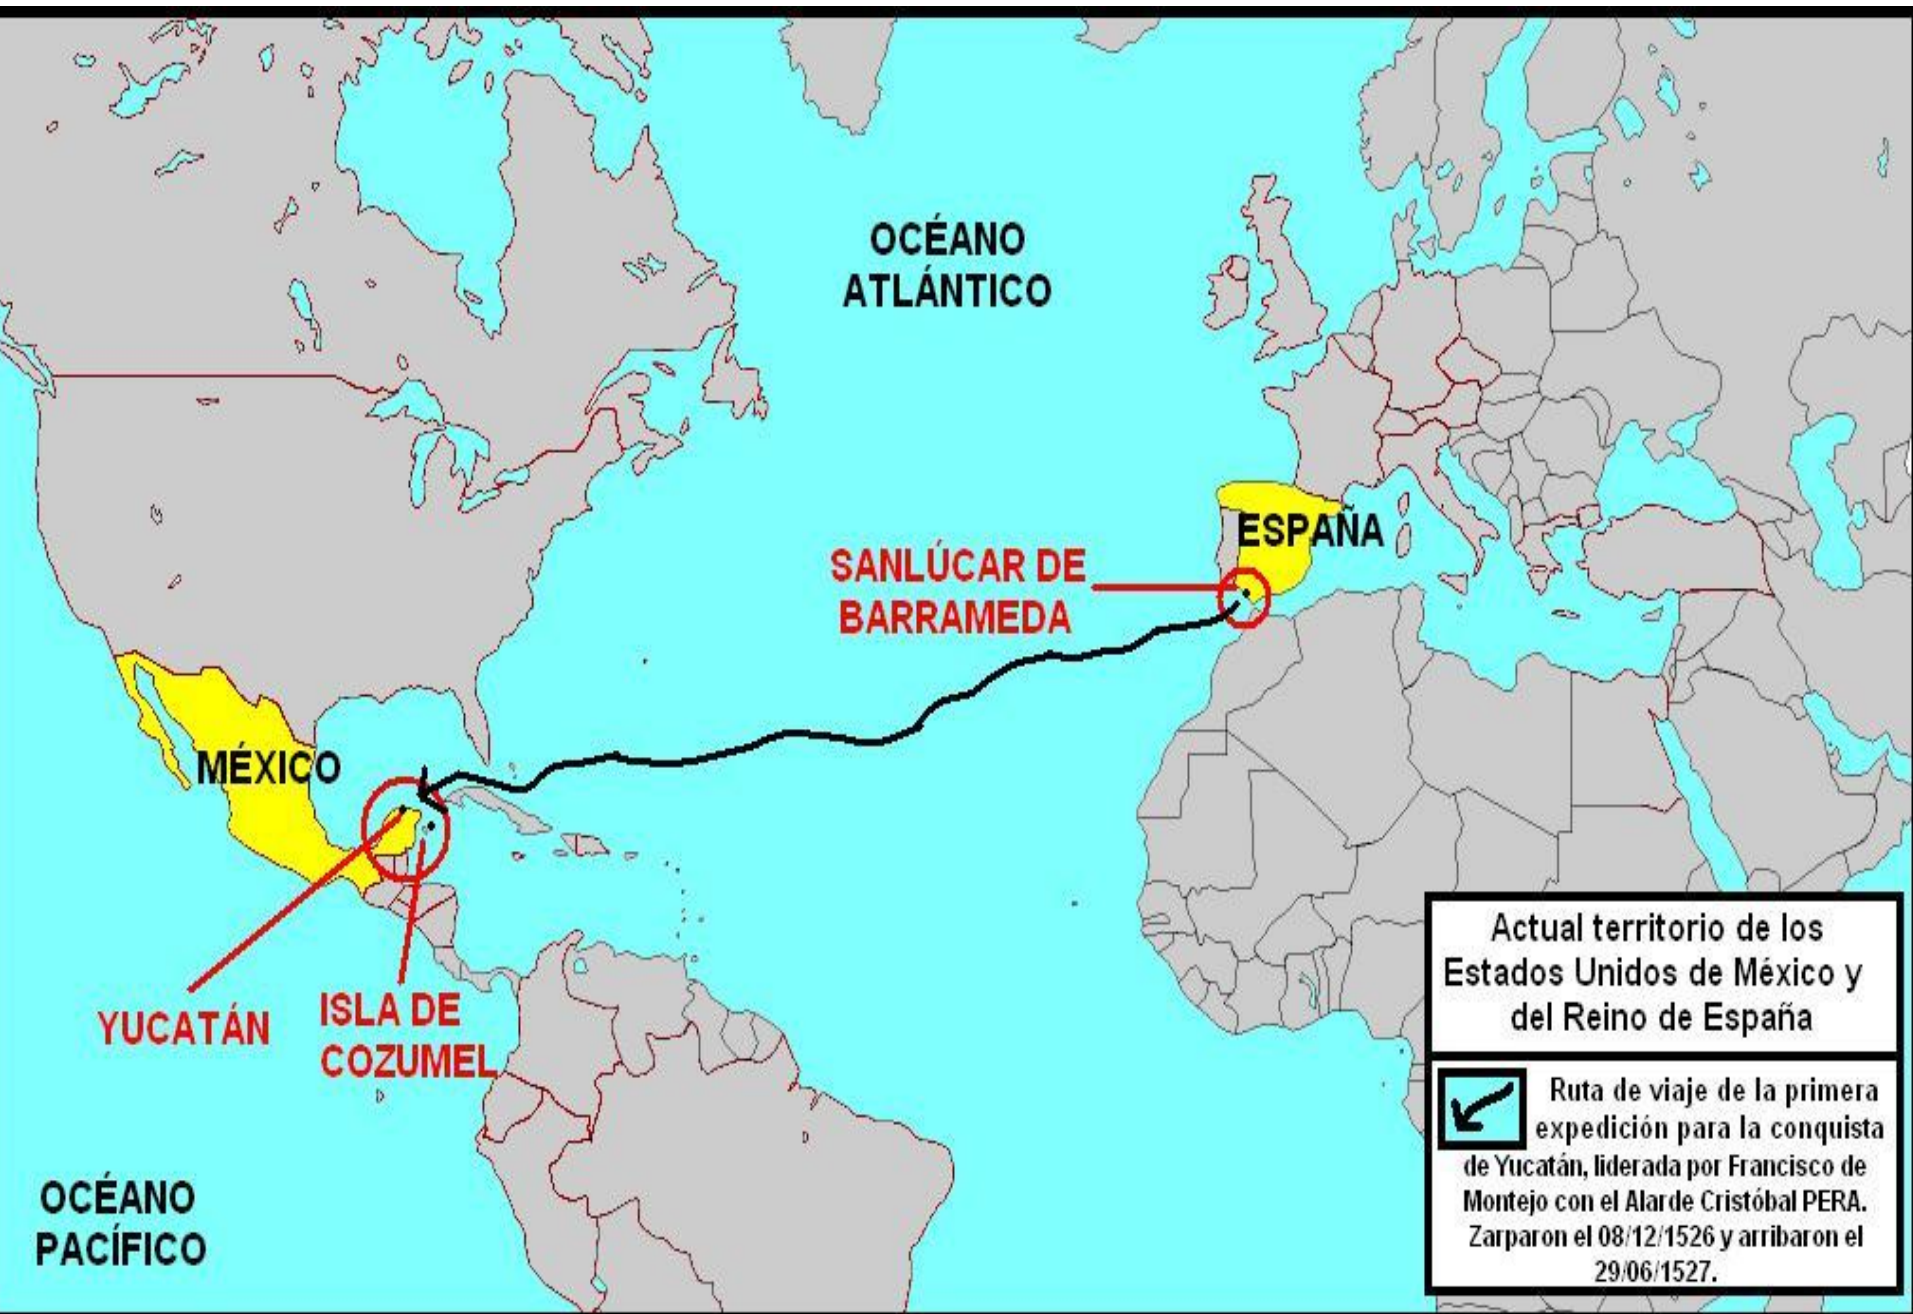 OCÉANO
ATLÁNTICO
ESPAÑA
SANLÚCAR DE
BARRAMEDA
MÉXICO
YUCATÁN
ISLA DE
COZUMEL
OCÉANO
PACÍFICO
Actual territorio de los
Estados Unidos de México y
del Reino de España
Ruta de viaje de la primera
expedición para la conquista
de Yucatán, liderada por Francisco de
Montejo con el Alarde Cristóbal PERA.
Zarparon el 08/12/1526 y arribaron el
29/06/1527.